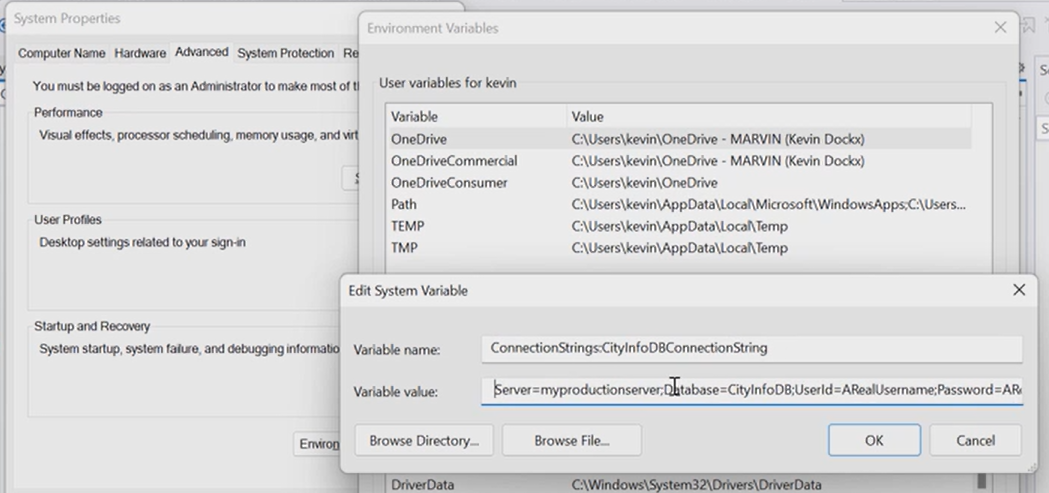 System Properties
Computer Name Hardware Advanced System Protection Re
You must be logged on as an Administrator to make most of t
Performance
Visual effects, processor scheduling, memory usage, and virt
User Profiles
Desktop settings related to your sign-in
Startup and Recovery
System startup, system failure, and debugging informatio
Environ
Environment Variables
User variables for kevin
Variable Value
OneDrive C:\Users\kevin\OneDrive - MARVIN (Kevin Dockx)
OneDriveCommercial C:\Users\kevin\OneDrive - MARVIN (Kevin Dockx)
OneDriveConsumer C:\Users\kevin\OneDrive
Path C:\Users\kevin\AppData\Local\Microsoft\WindowsApps;C:\Users...
TEMP C:\Users\kevin\AppData\Local\Temp
TMP C:\Users\kevin\AppData\Local\Temp
Edit System Variable
Variable name: ConnectionStrings:CityInfoDBConnectionString
Variable value: Server=myproductionserver;Database=CityInfoDB;UserId=ARealUsername;Password=ARe
Browse Directory... Browse File... OK Cancel
DriverData C:\Windows\System32\Drivers\DriverData